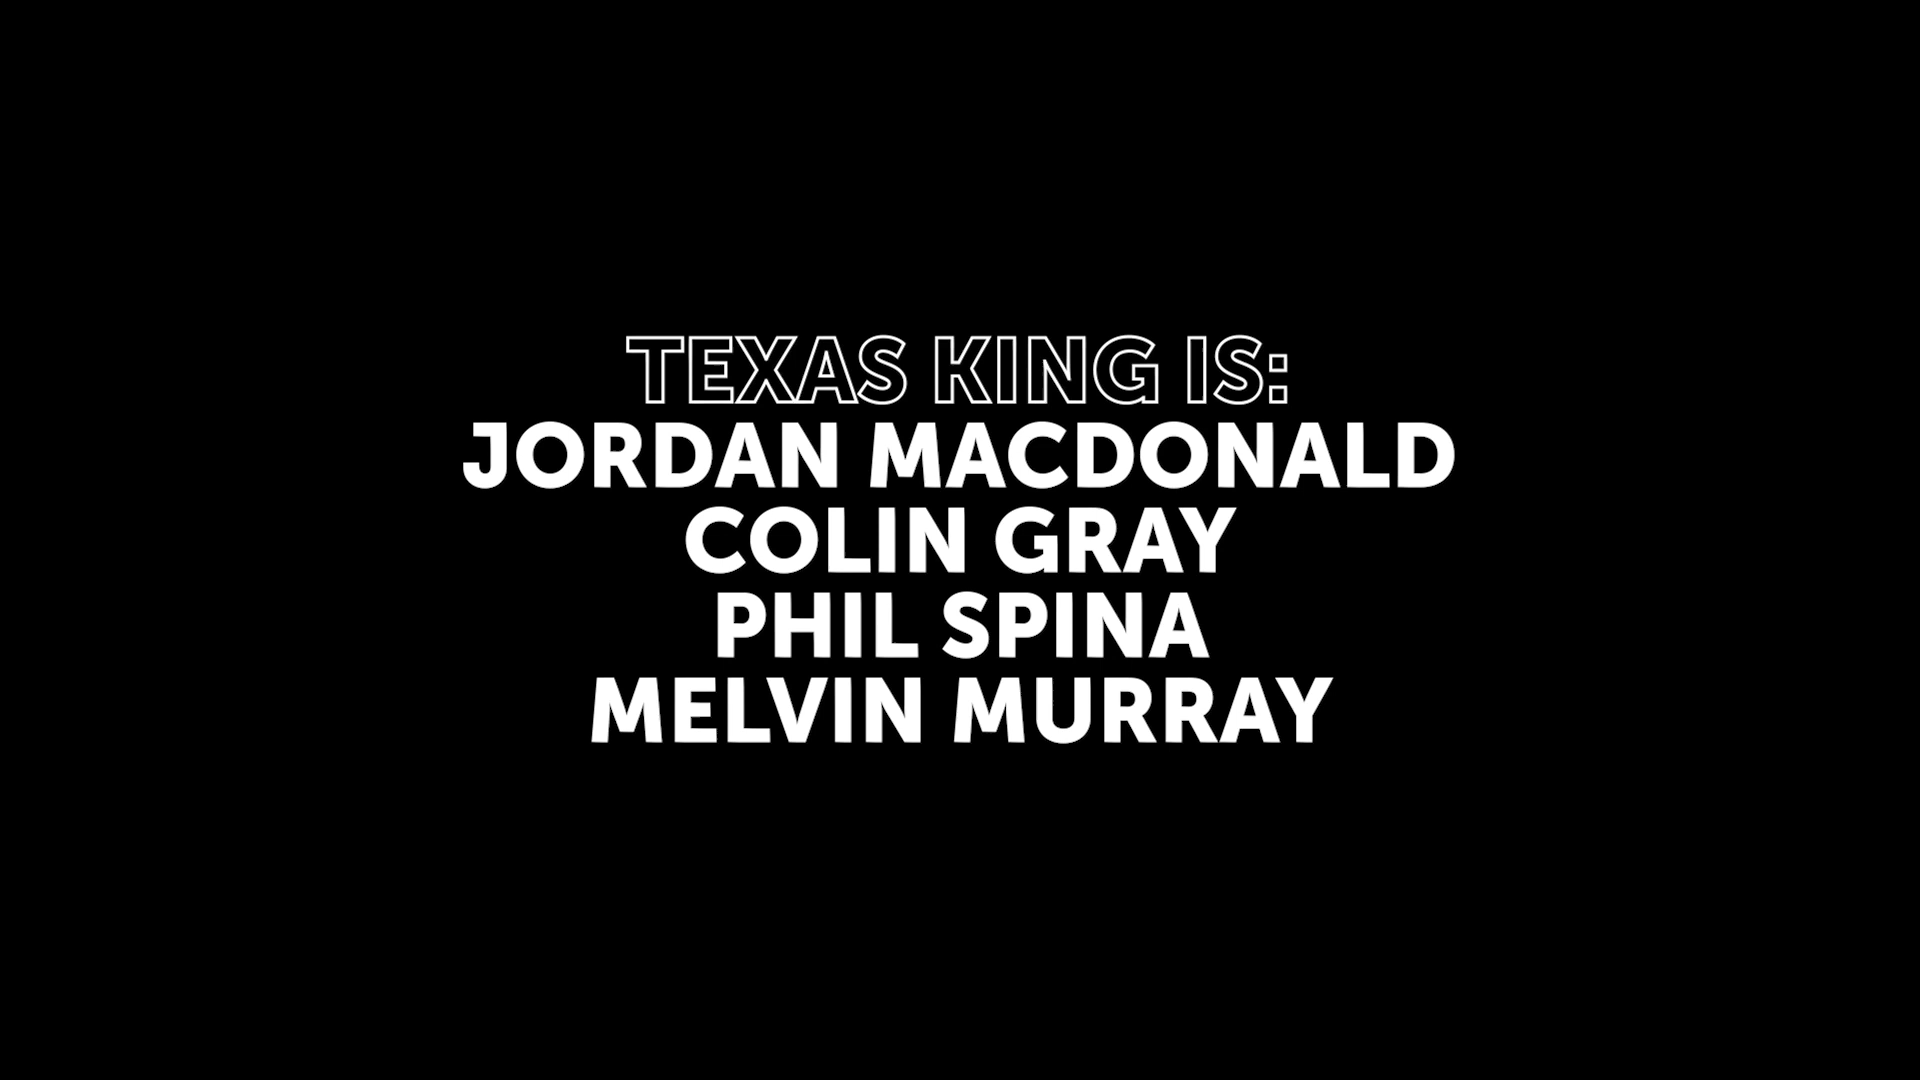 TEXAS KING IS:
JORDAN MACDONALD
COLIN GRAY
PHIL SPINA
MELVIN MURRAY